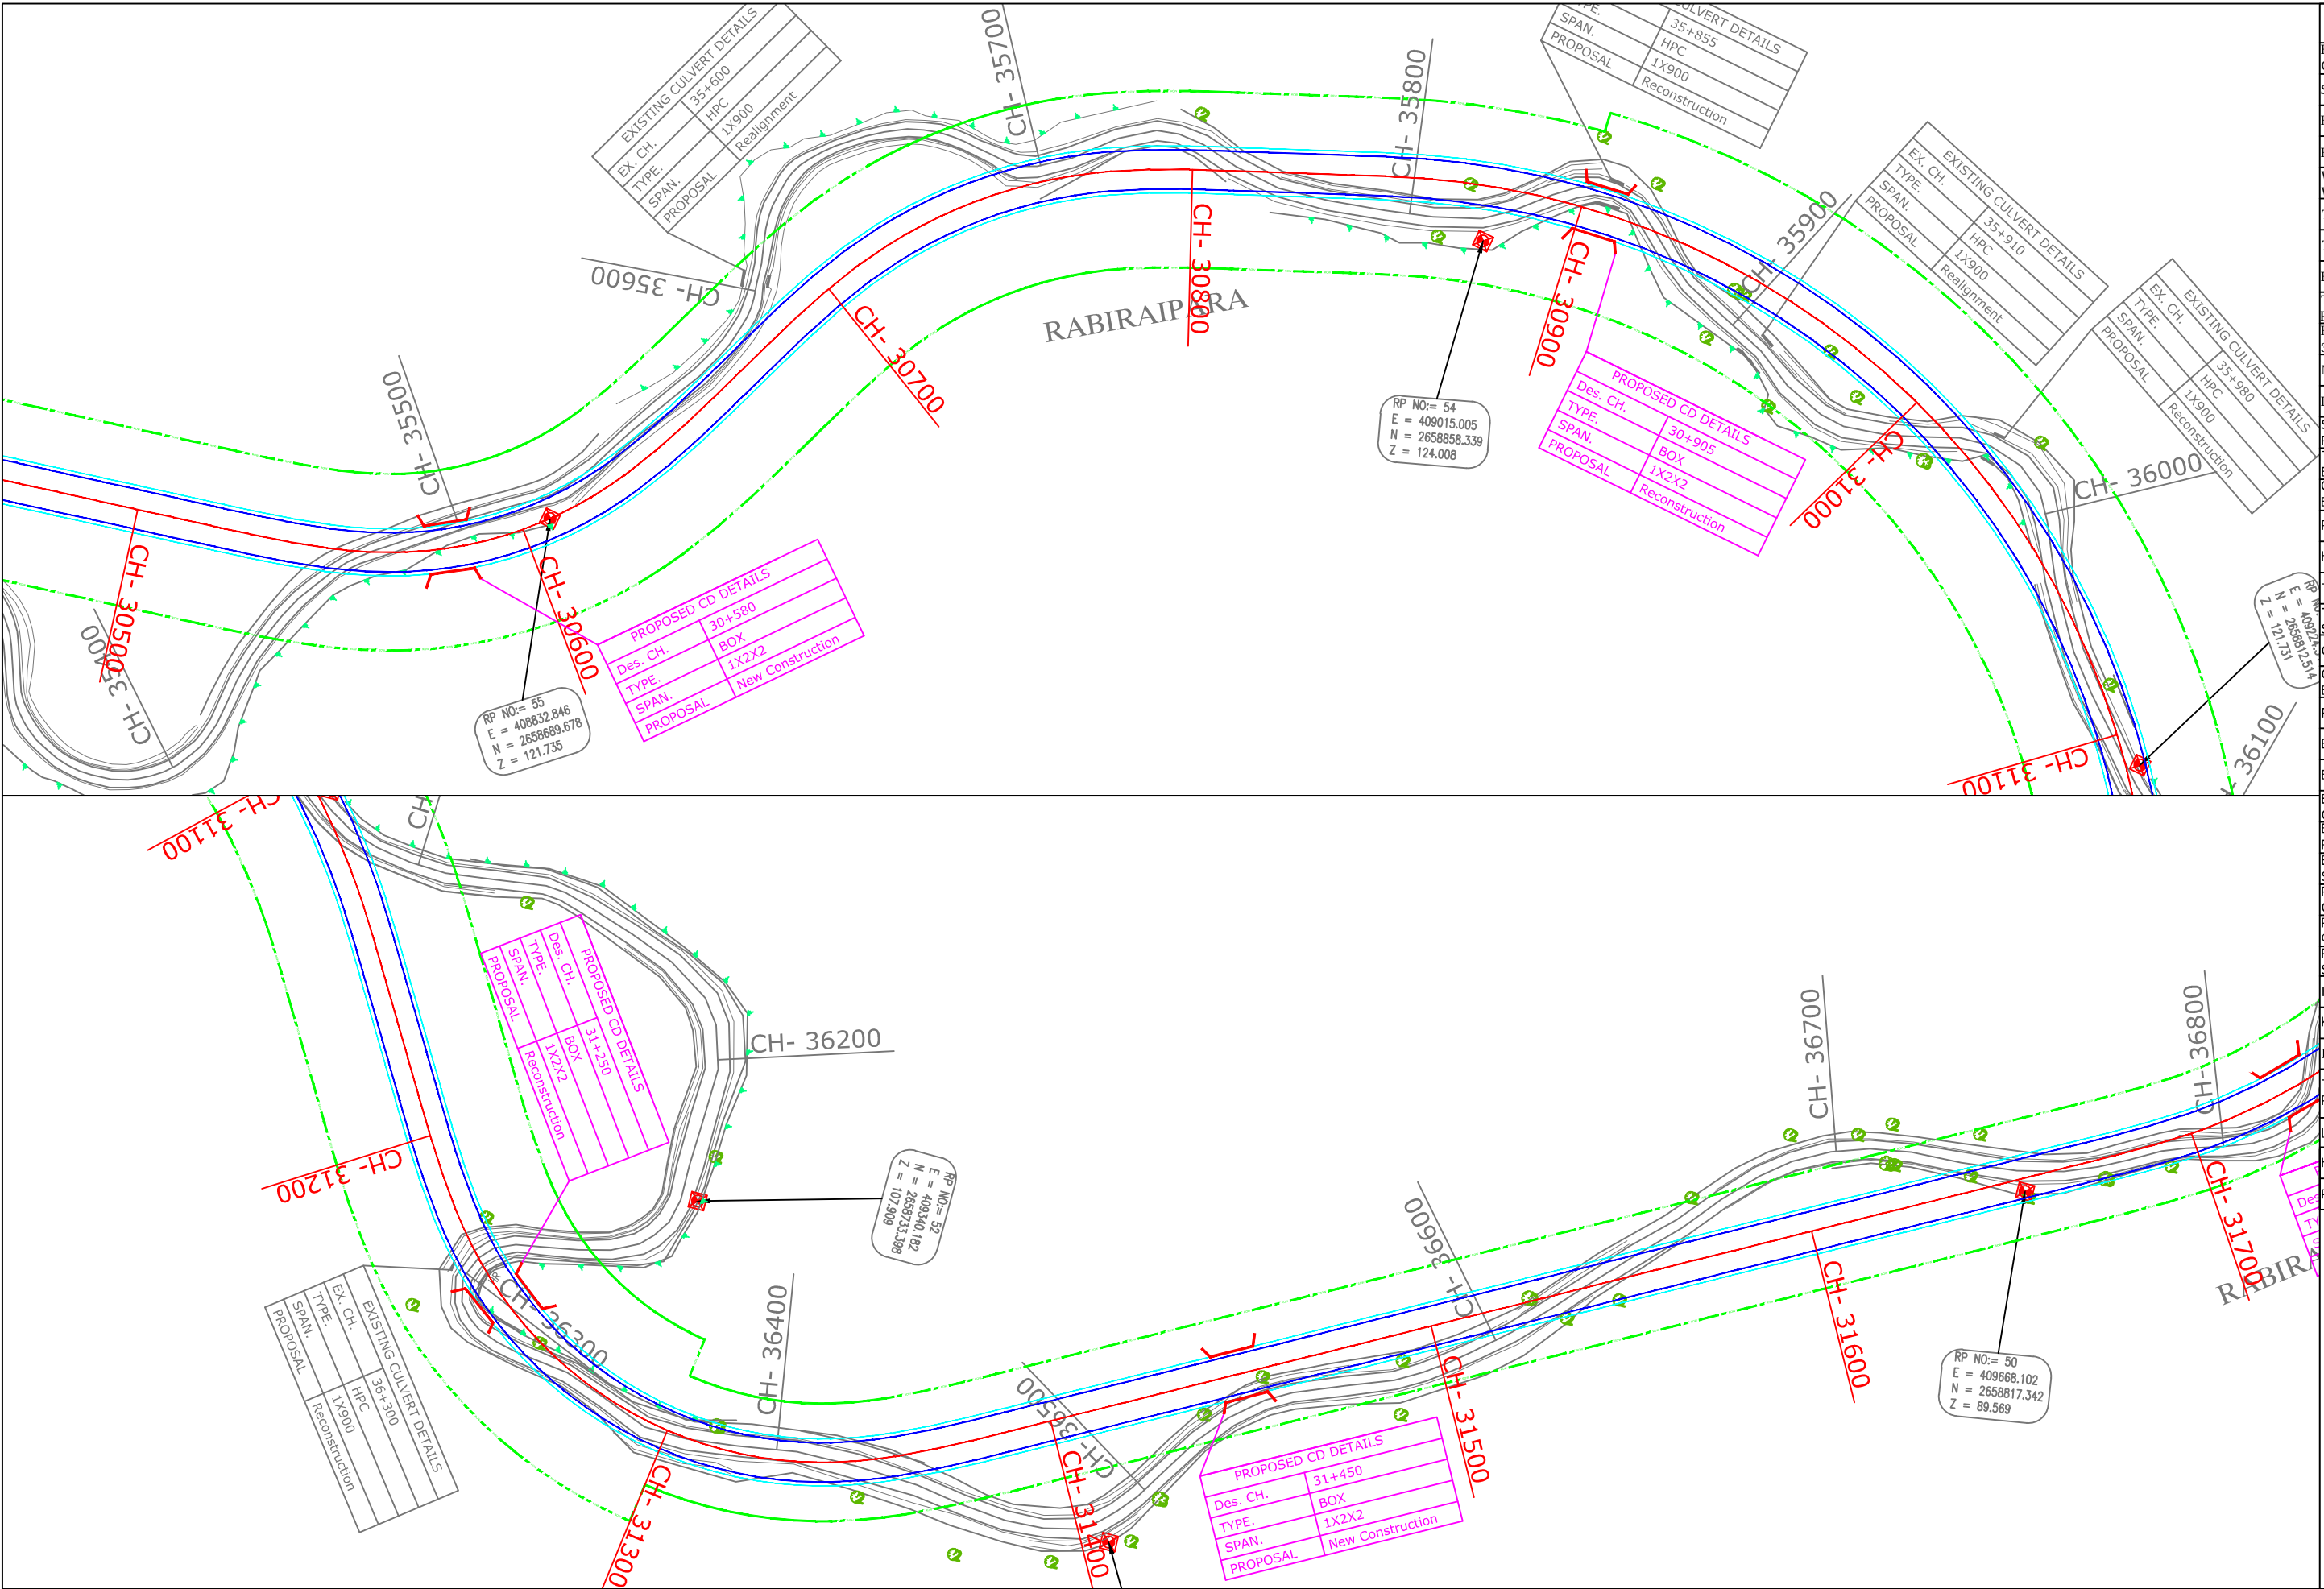 EXISTING CULVERT DETAILS
EX. CH. 35+600
TYPE. HPC
SPAN. 1X900
PROPOSAL Realignment
CH- 35700
CH- 35800
CULVERT DETAILS
35+855
HPC
SPAN. 1X900
PROPOSAL Reconstruction
EXISTING CULVERT DETAILS
EX. CH. 35+910
TYPE. HPC
SPAN. 1X900
PROPOSAL Realignment
CH- 35900
EXISTING CULVERT DETAILS
EX. CH. 35+980
TYPE. HPC
SPAN. 1X900
PROPOSAL Reconstruction
CH- 35600
CH- 30800
RABIRAIPARA
CH- 30900
CH- 30700
CH- 35500
RP NO:= 54
E = 409015.005
N = 2658858.339
Z = 124.008
PROPOSED CD DETAILS
Des. CH. 30+905
TYPE. BOX
SPAN. 1X2X2
PROPOSAL Reconstruction
CH- 31000
CH- 36000
CH- 30500
CH- 35400
CH- 30600
PROPOSED CD DETAILS
Des. CH. 30+580
TYPE. BOX
SPAN. 1X2X2
PROPOSAL New Construction
RP NO:= 55
E = 408832.846
N = 2658689.678
Z = 121.735
N = 2658812.514
Z = 121.731
CH- 31100
36100
CH- 31100
CH
PROPOSED CD DETAILS
Des. CH. 31+250
TYPE. BOX
SPAN. 1X2X2
PROPOSAL Reconstruction
CH- 36200
CH- 31200
RP NO:= 52
E = 409340.182
N = 2658733.398
Z = 107.909
CH- 36700
CH- 36800
CH- 36300
CH- 36400
CH- 36600
CH- 36500
CH- 31700
CH- 31600
EXISTING CULVERT DETAILS
EX. CH. 36+300
TYPE. HPC
SPAN. 1X900
PROPOSAL Reconstruction
CH- 31500
RP NO:= 50
E = 409668.102
N = 2658817.342
Z = 89.569
CH- 31300
CH- 31400
PROPOSED CD DETAILS
Des. CH. 31+450
TYPE. BOX
SPAN. 1X2X2
PROPOSAL New Construction